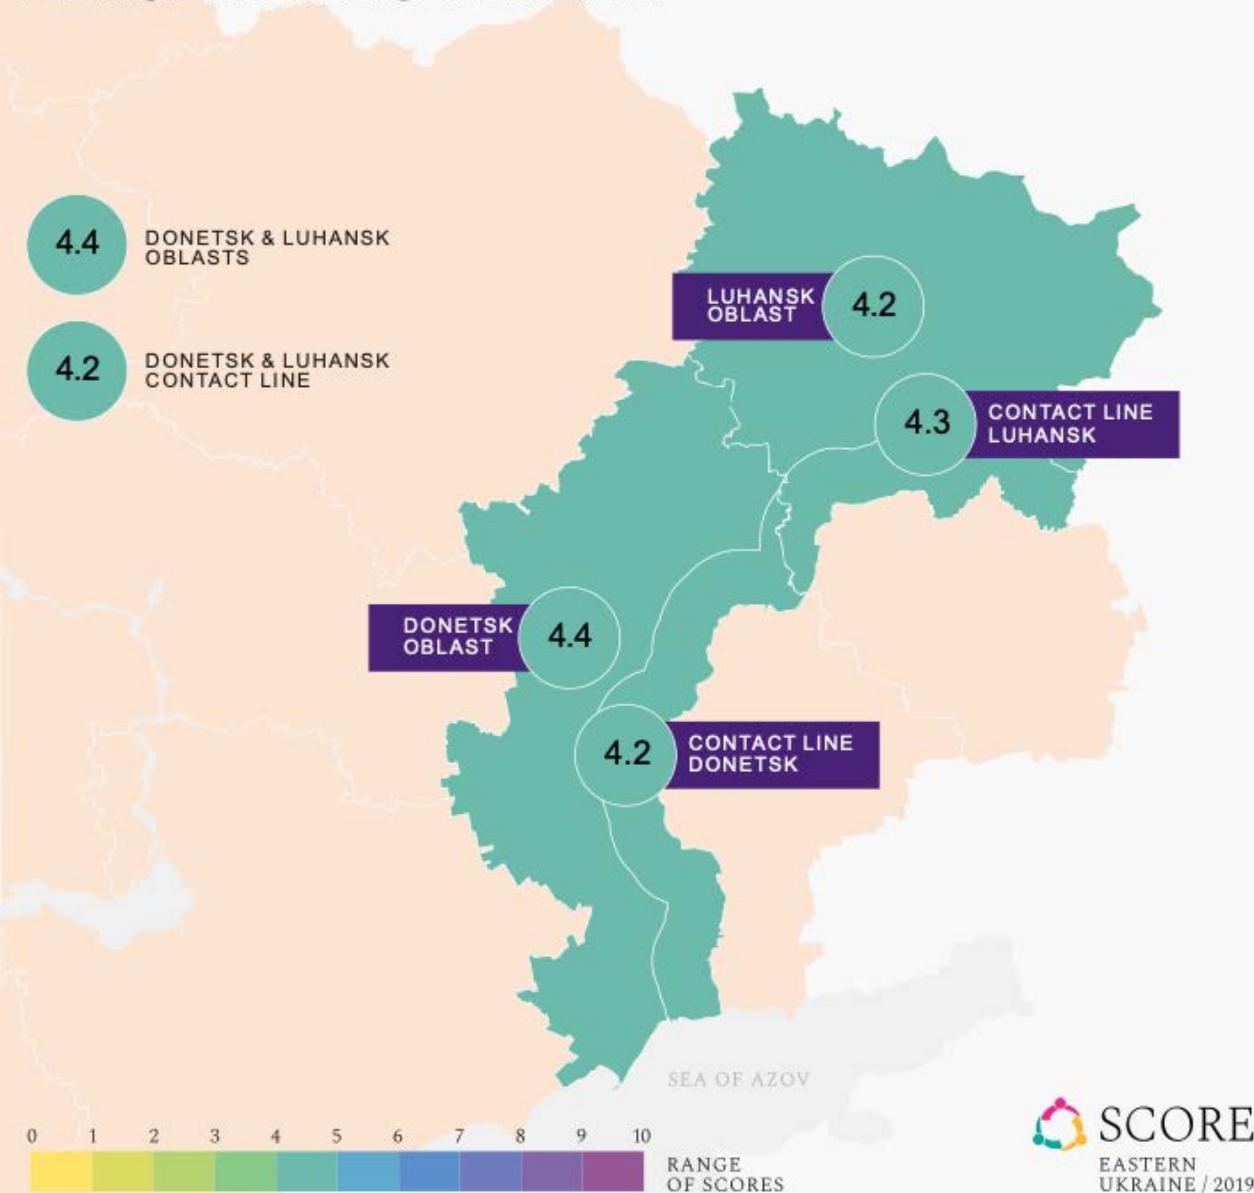 4.4
DONETSK & LUHANSK
OBLASTS
4.2
DONETSK & LUHANSK
CONTACT LINE
LUHANSK
OBLAST
4.2
4.3
CONTACT LINE
LUHANSK
DONETSK
OBLAST
4.4
4.2
CONTACT LINE
DONETSK
SEA OF AZOV
0 1 2 3 4 5 6 7 8 9 10
RANGE
OF SCORES
SCORE
EASTERN
UKRAINE / 2019